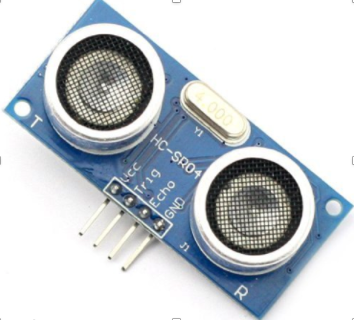 T
4.000
Y1
HC-SR04
Vcc
Trig
Echo
GND
J1
R